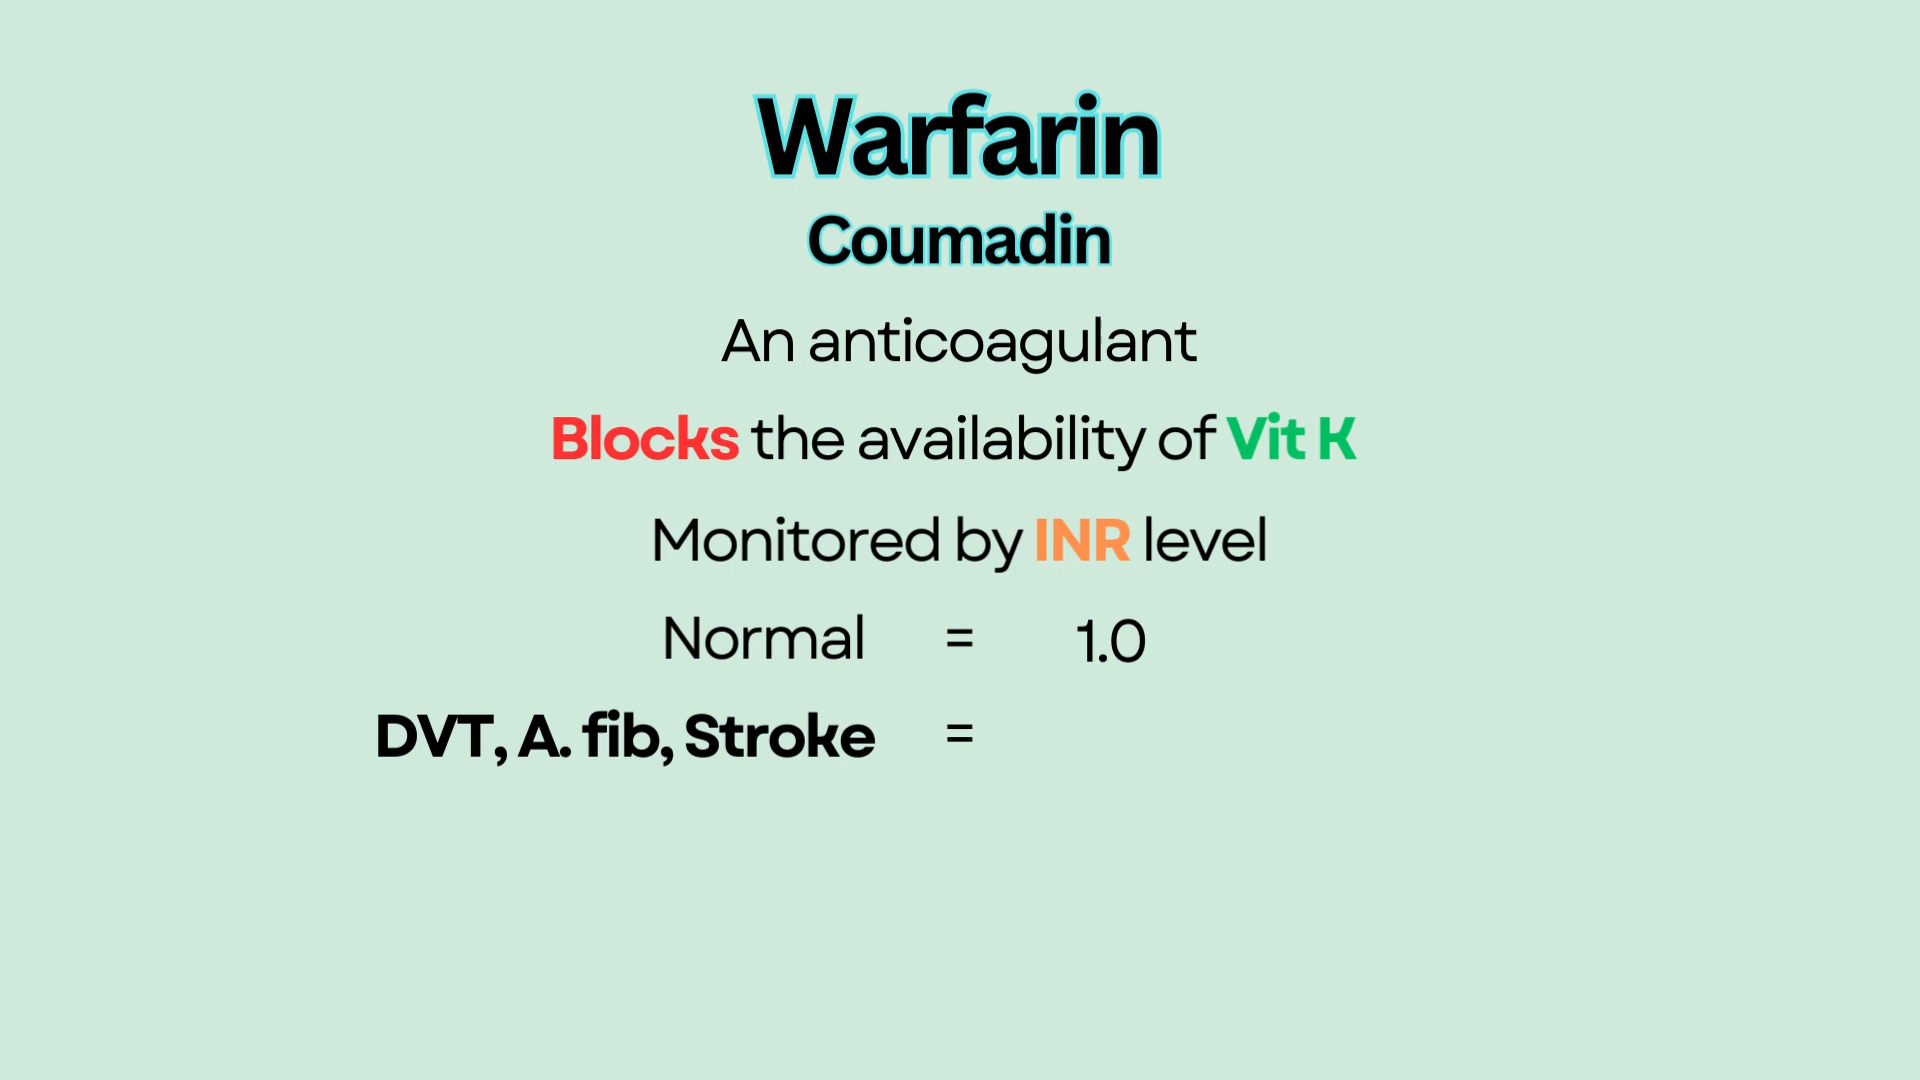 Warfarin
Coumadin
An anticoagulant
Blocks the availability of Vit K
Monitored by INR level
Normal = 1.0
DVT, A. fib, Stroke =